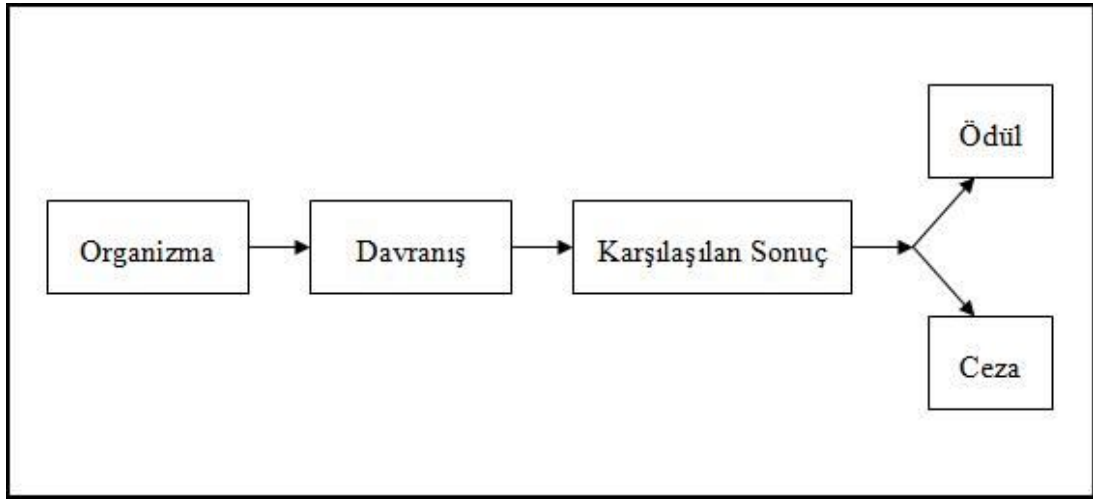 Organizma
Davranış
Karşılaşılan Sonuç
Ödül
Ceza